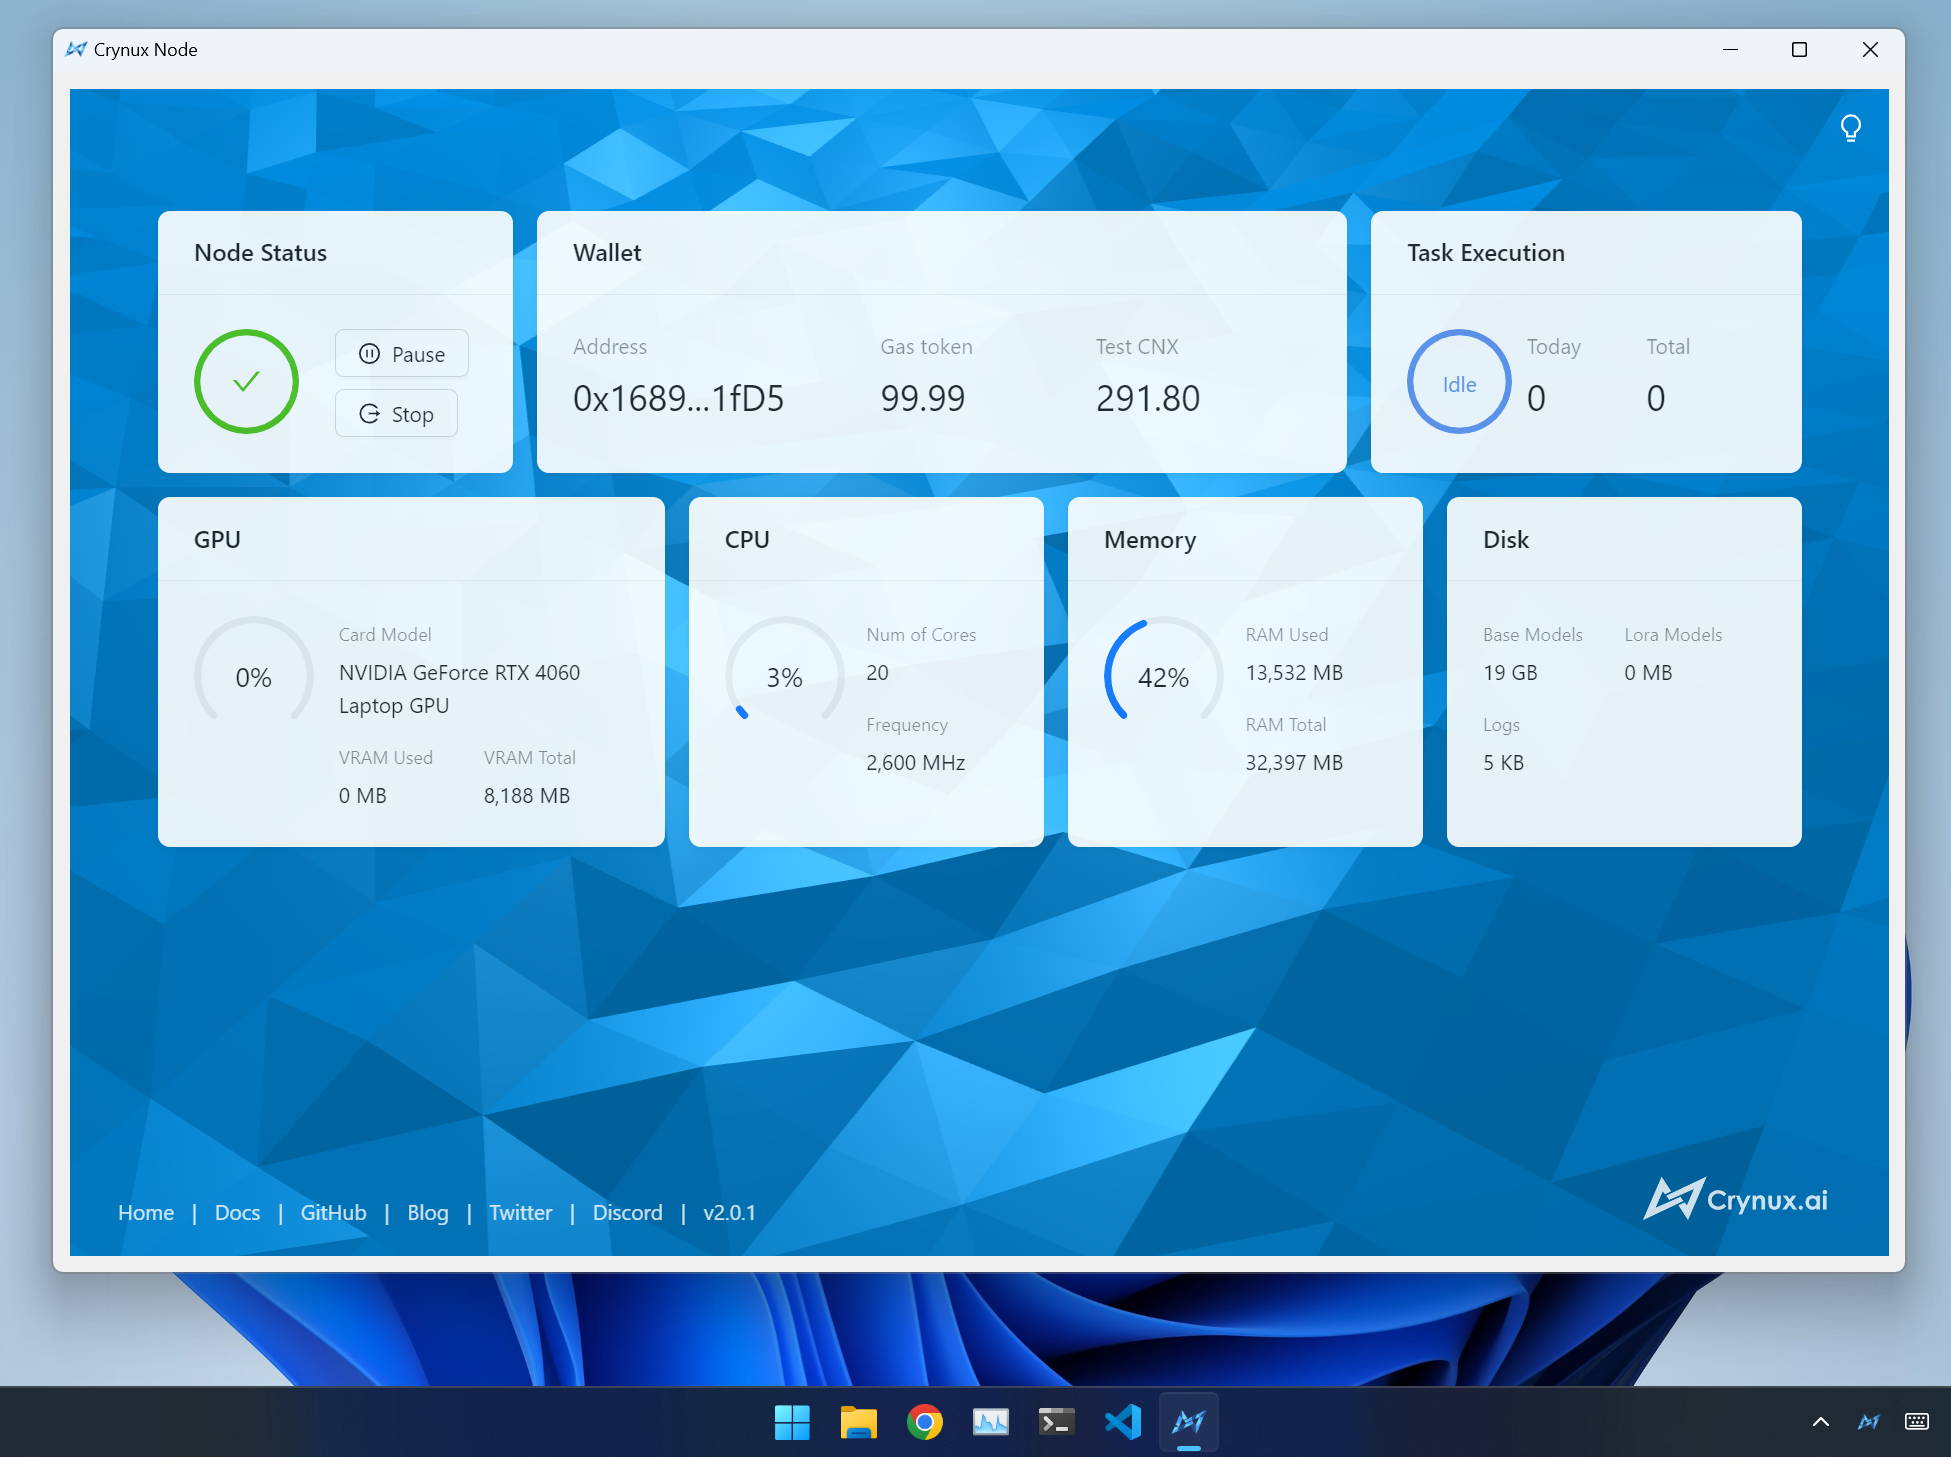 Crynux Node
Node Status
Pause
Stop
Wallet
Address
0x1689...1fD5
Gas token
99.99
Test CNX
291.80
Task Execution
Idle
Today
0
Total
0
GPU
0%
Card Model
NVIDIA GeForce RTX 4060
Laptop GPU
VRAM Used
0 MB
VRAM Total
8,188 MB
CPU
3%
Num of Cores
20
Frequency
2,600 MHz
Memory
42%
RAM Used
13,532 MB
RAM Total
32,397 MB
Disk
Base Models
19 GB
Lora Models
0 MB
Logs
5 KB
Home | Docs | GitHub | Blog | Twitter | Discord | v2.0.1
Crynux.ai